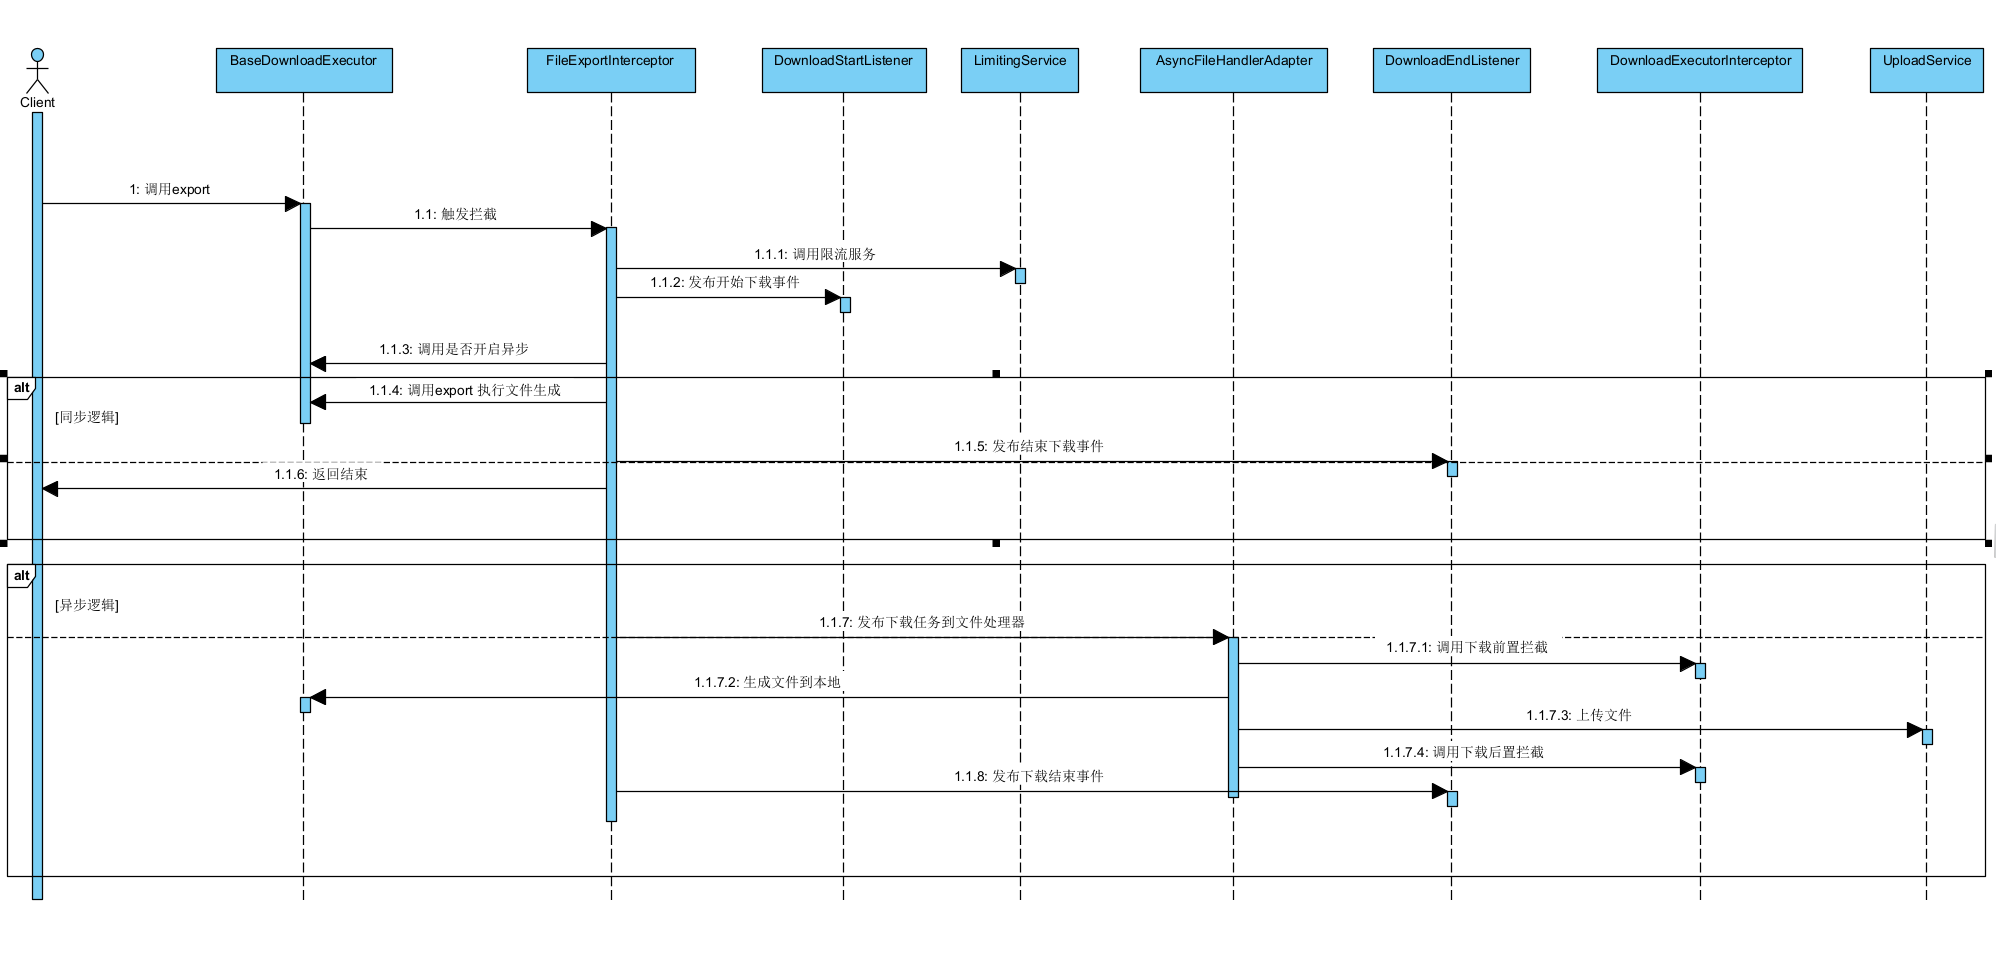 Client
BaseDownloadExecutor
FileExportInterceptor
DownloadStartListener
LimitingService
AsyncFileHandlerAdapter
DownloadEndListener
DownloadExecutorInterceptor
UploadService
1: 调用export
1.1: 触发拦截
1.1.1: 调用限流服务
1.1.2: 发布开始下载事件
1.1.3: 调用是否开启异步
alt
1.1.4: 调用export 执行文件生成
[同步逻辑]
1.1.5: 发布结束下载事件
1.1.6: 返回结束
alt
[异步逻辑]
1.1.7: 发布下载任务到文件处理器
1.1.7.1: 调用下载前置拦截
1.1.7.2: 生成文件到本地
1.1.7.3: 上传文件
1.1.7.4: 调用下载后置拦截
1.1.8: 发布下载结束事件